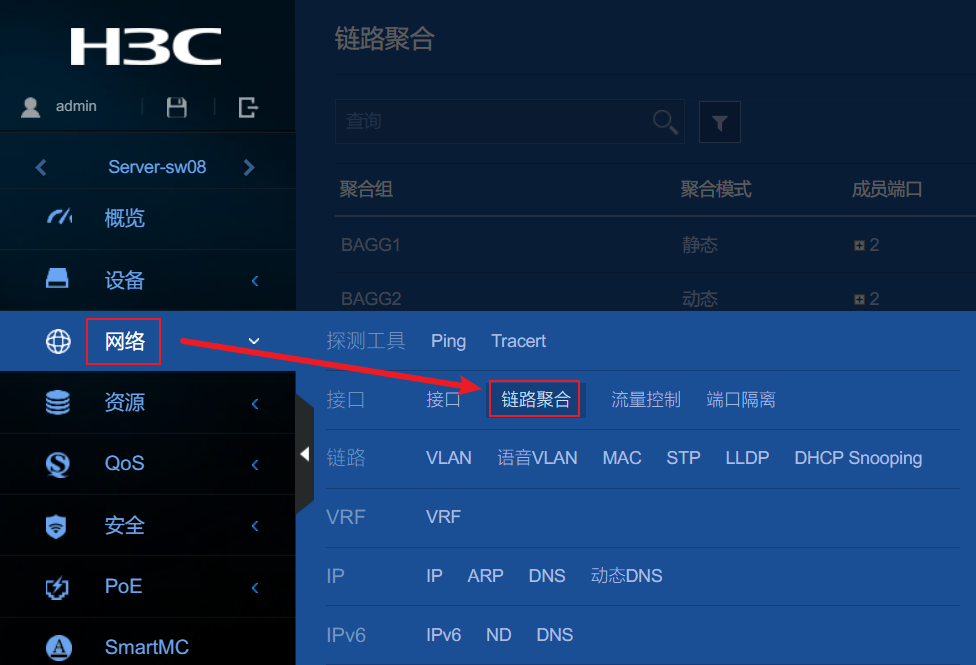 H3C
链路聚合
admin
查询
Server-sw08
聚合组 聚合模式 成员端口
概览
BAGG1 静态 2
设备
BAGG2 动态 2
网络 探测工具 Ping Tracert
接口 接口 链路聚合 流量控制 端口隔离
资源
链路 VLAN 语音VLAN MAC STP LLDP DHCP Snooping
QoS
VRF VRF
安全
IP IP ARP DNS 动态DNS
PoE
IPv6 IPv6 ND DNS
SmartMC